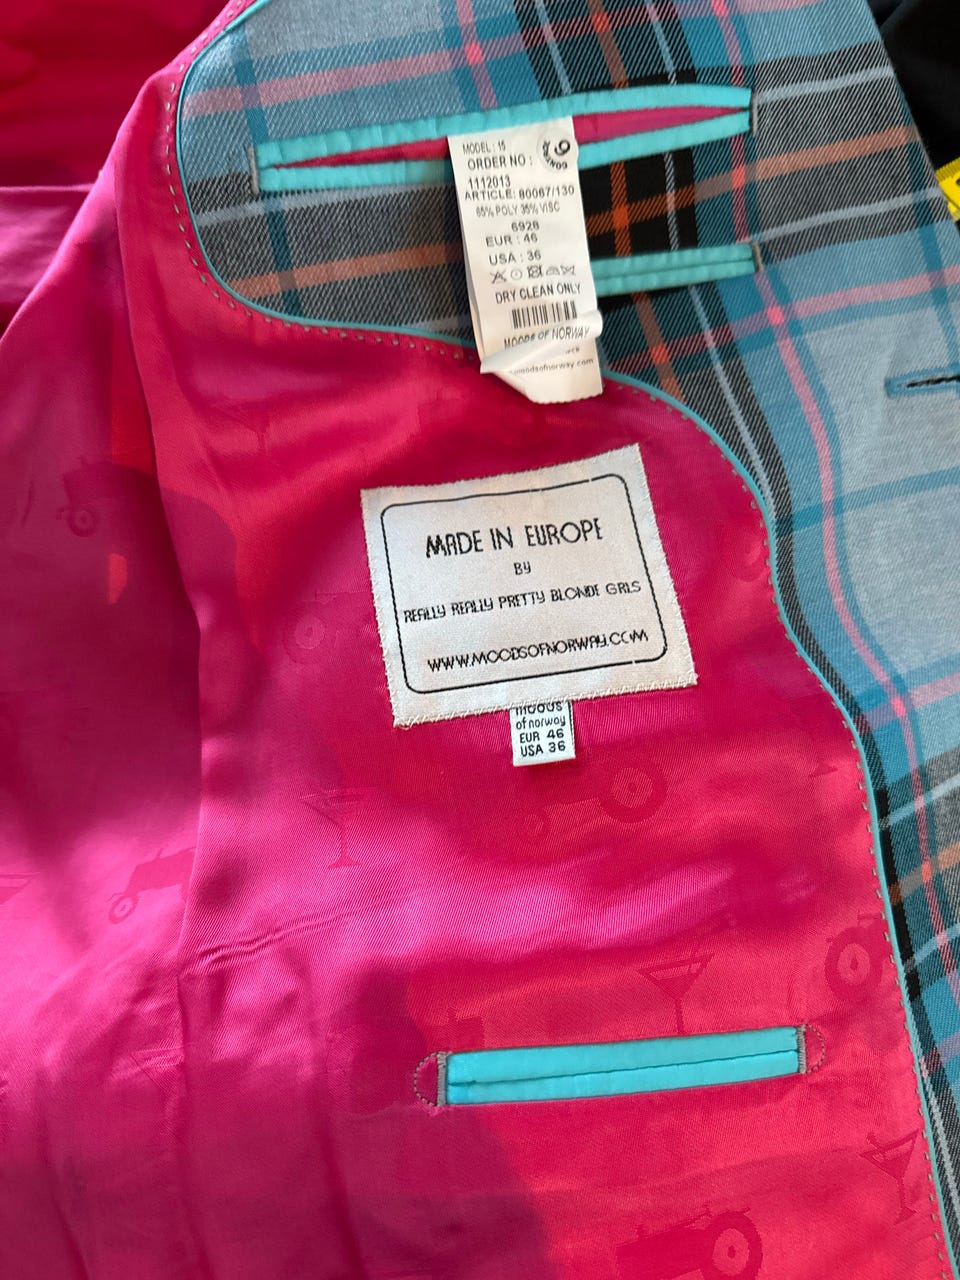 MODEL : 15
ORDER NO :
1112013
ARTICLE: 80067/130
65% POLY 35% VISC
6928
EUR : 46
USA : 36
DRY CLEAN ONLY
MOODS OF NORWAY
moodsofnorway com
MADE IN EUROPE
BY
REALLY REALLY PRETTY BLONDE GRLS
WWW.MOODSOFNORWAY.COM
moods
of norway
EUR 46
USA 36